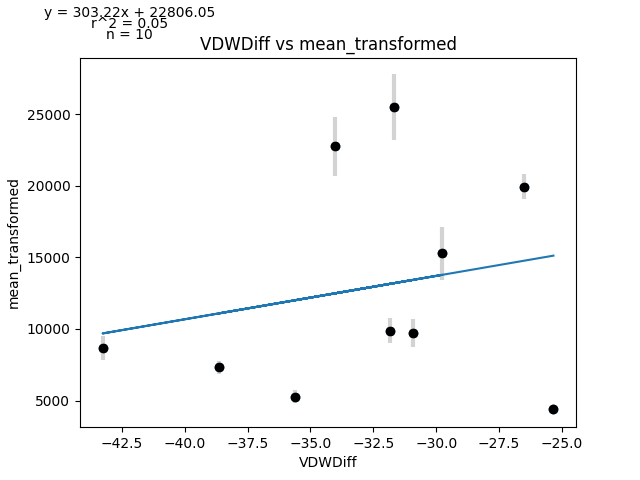 y = 303.22x + 22806.05
r^2 = 0.05
n = 10
VDWDiff vs mean_transformed
mean_transformed
25000
20000
15000
10000
5000
−42.5 −40.0 −37.5 −35.0 −32.5 −30.0 −27.5 −25.0
VDWDiff